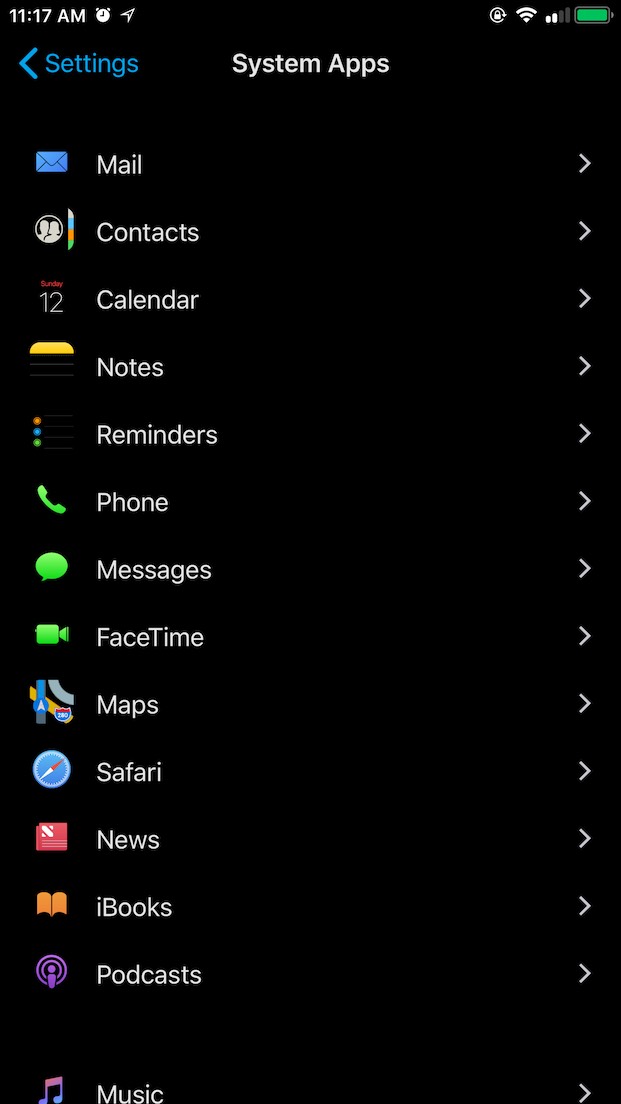 11:17 AM
Settings
System Apps
Mail
Contacts
Sunday
12
Calendar
Notes
Reminders
Phone
Messages
FaceTime
280
Maps
Safari
News
iBooks
Podcasts
Music